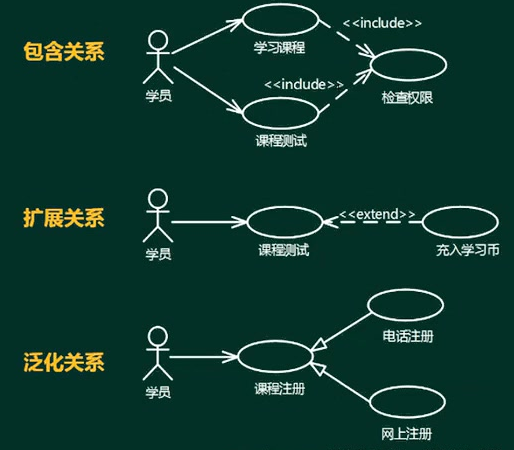 包含关系
学员
学习课程
<<include>>
<<include>>
课程测试
检查权限
扩展关系
学员
课程测试
<<extend>>
充入学习币
泛化关系
学员
课程注册
电话注册
网上注册